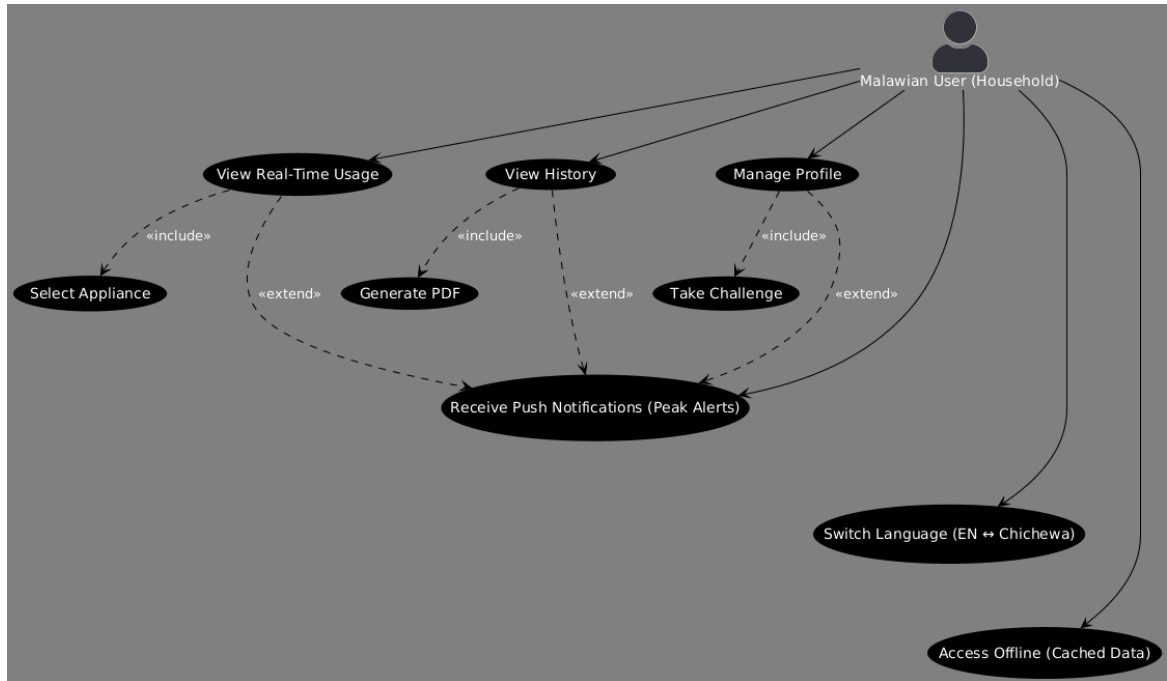 Malawian User (Household)
View Real-Time Usage
View History
Manage Profile
«include»
«include»
«include»
Select Appliance
«extend»
Generate PDF
«extend»
Take Challenge
«extend»
Receive Push Notifications (Peak Alerts)
Switch Language (EN ↔ Chichewa)
Access Offline (Cached Data)